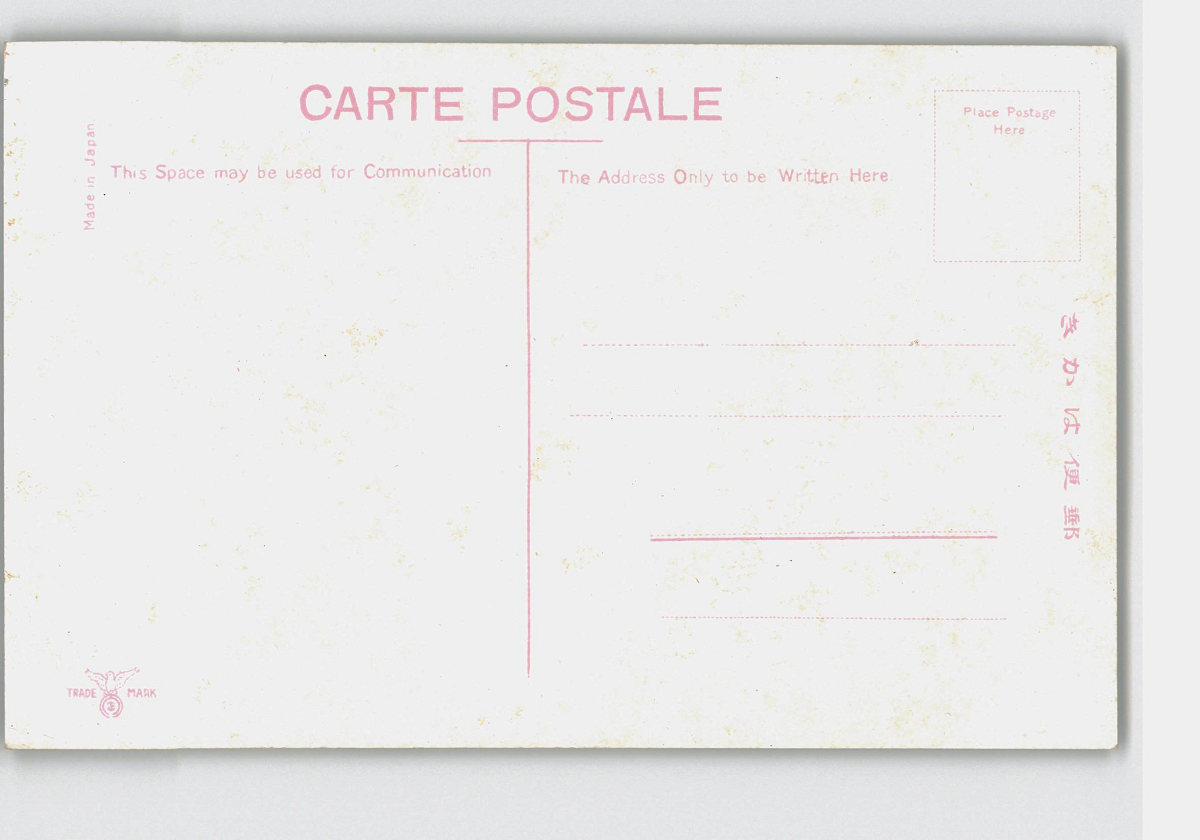 CARTE POSTALE
Made in Japan
This Space may be used for Communication
The Address Only to be Written Here.
Place Postage
Here
きかは便郵
TRADE MARK